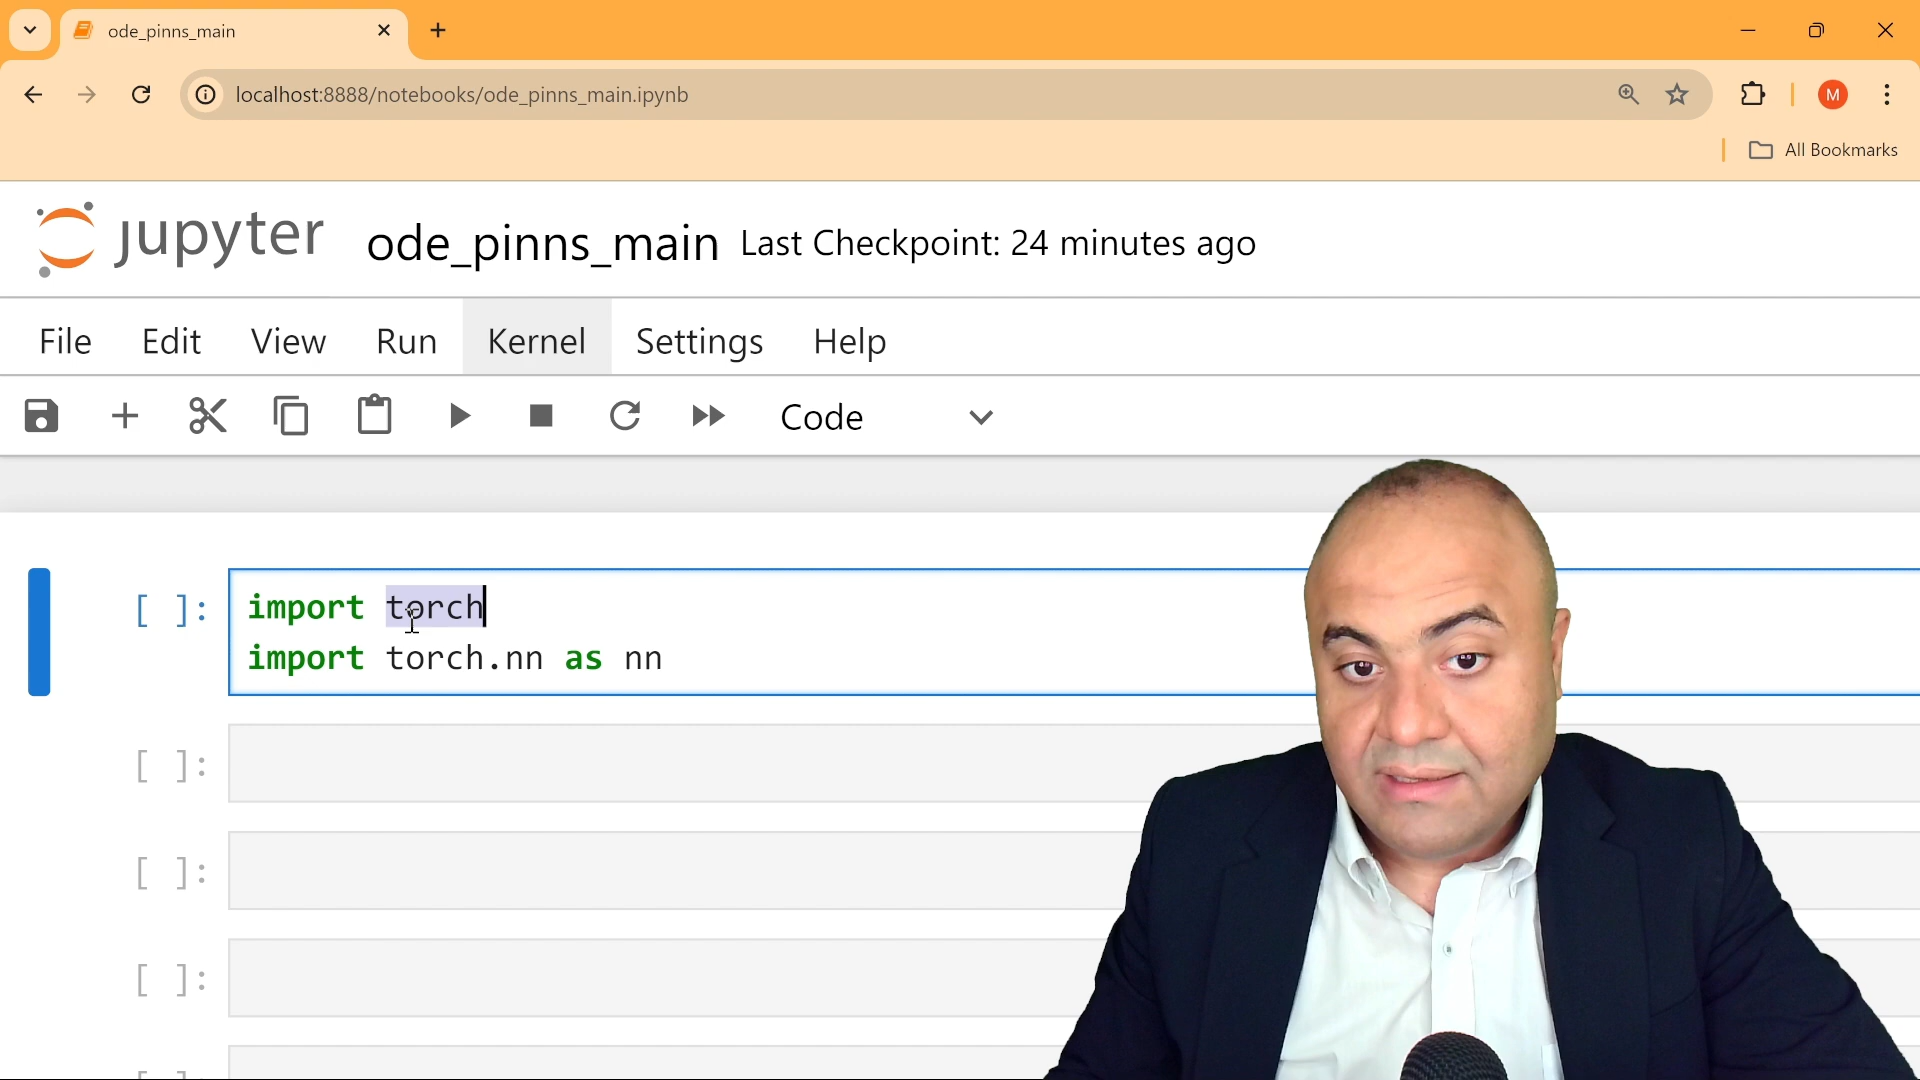 ode_pinns_main
localhost:8888/notebooks/ode_pinns_main.ipynb
M
All Bookmarks
jupyter ode_pinns_main Last Checkpoint: 24 minutes ago
File Edit View Run Kernel Settings Help
Code
[ ]: import torch
import torch.nn as nn
[ ]:
[ ]:
[ ]:
[ ]: